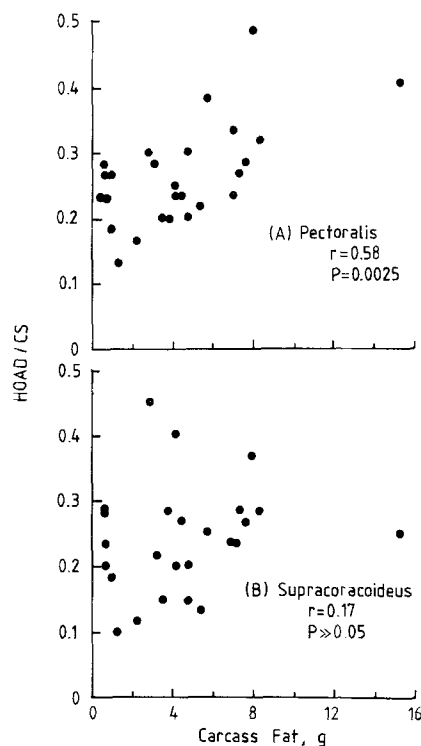 0.5
0.4
0.3
0.2
0.1
0
(A) Pectoralis
r=0.58
P=0.0025
HOAD/CS
0.5
0.4
0.3
0.2
0.1
0
(B) Supracoracoideus
r=0.17
P≫0.05
0 4 8 12 16
Carcass Fat, g